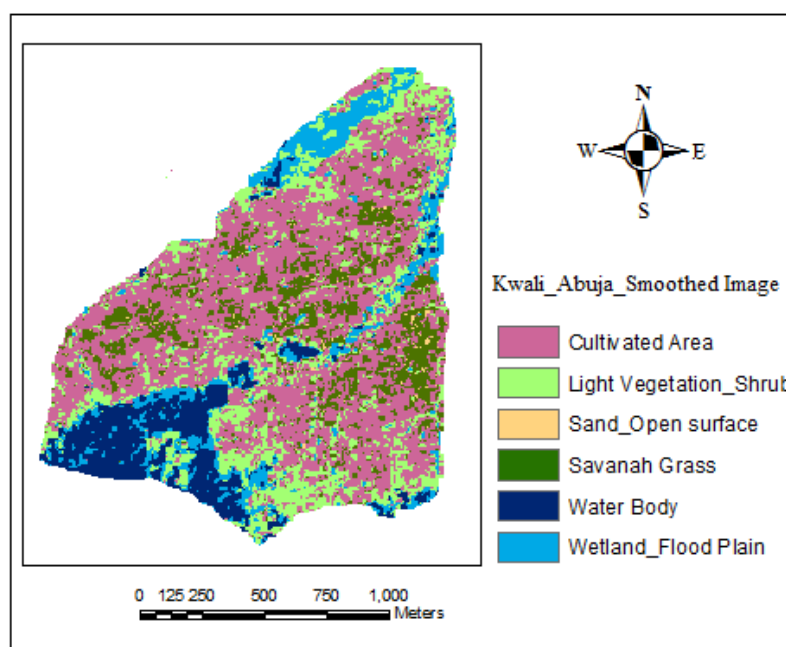 N
W E
S
Kwali_Abuja_Smoothed Image
Cultivated Area
Light Vegetation_Shrub
Sand_Open surface
Savanah Grass
Water Body
Wetland_Flood Plain
0 125 250 500 750 1,000
Meters